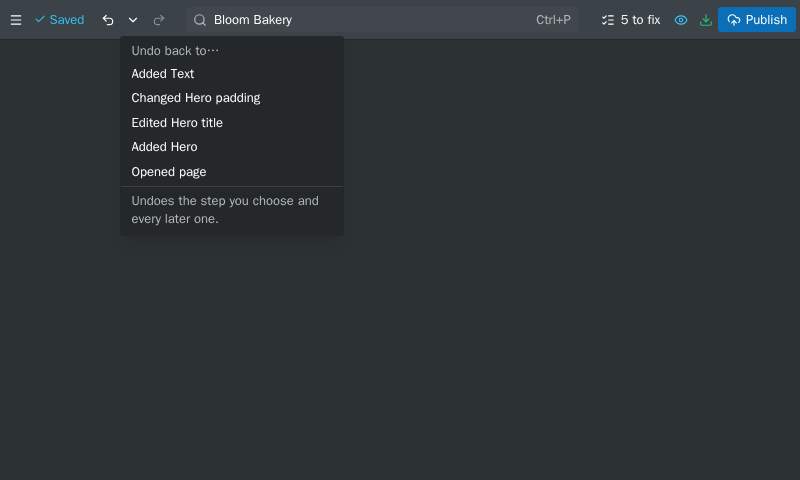 Saved
Bloom Bakery
Ctrl+P
5 to fix
Publish
Undo back to⋯
Added Text
Changed Hero padding
Edited Hero title
Added Hero
Opened page
Undoes the step you choose and
every later one.